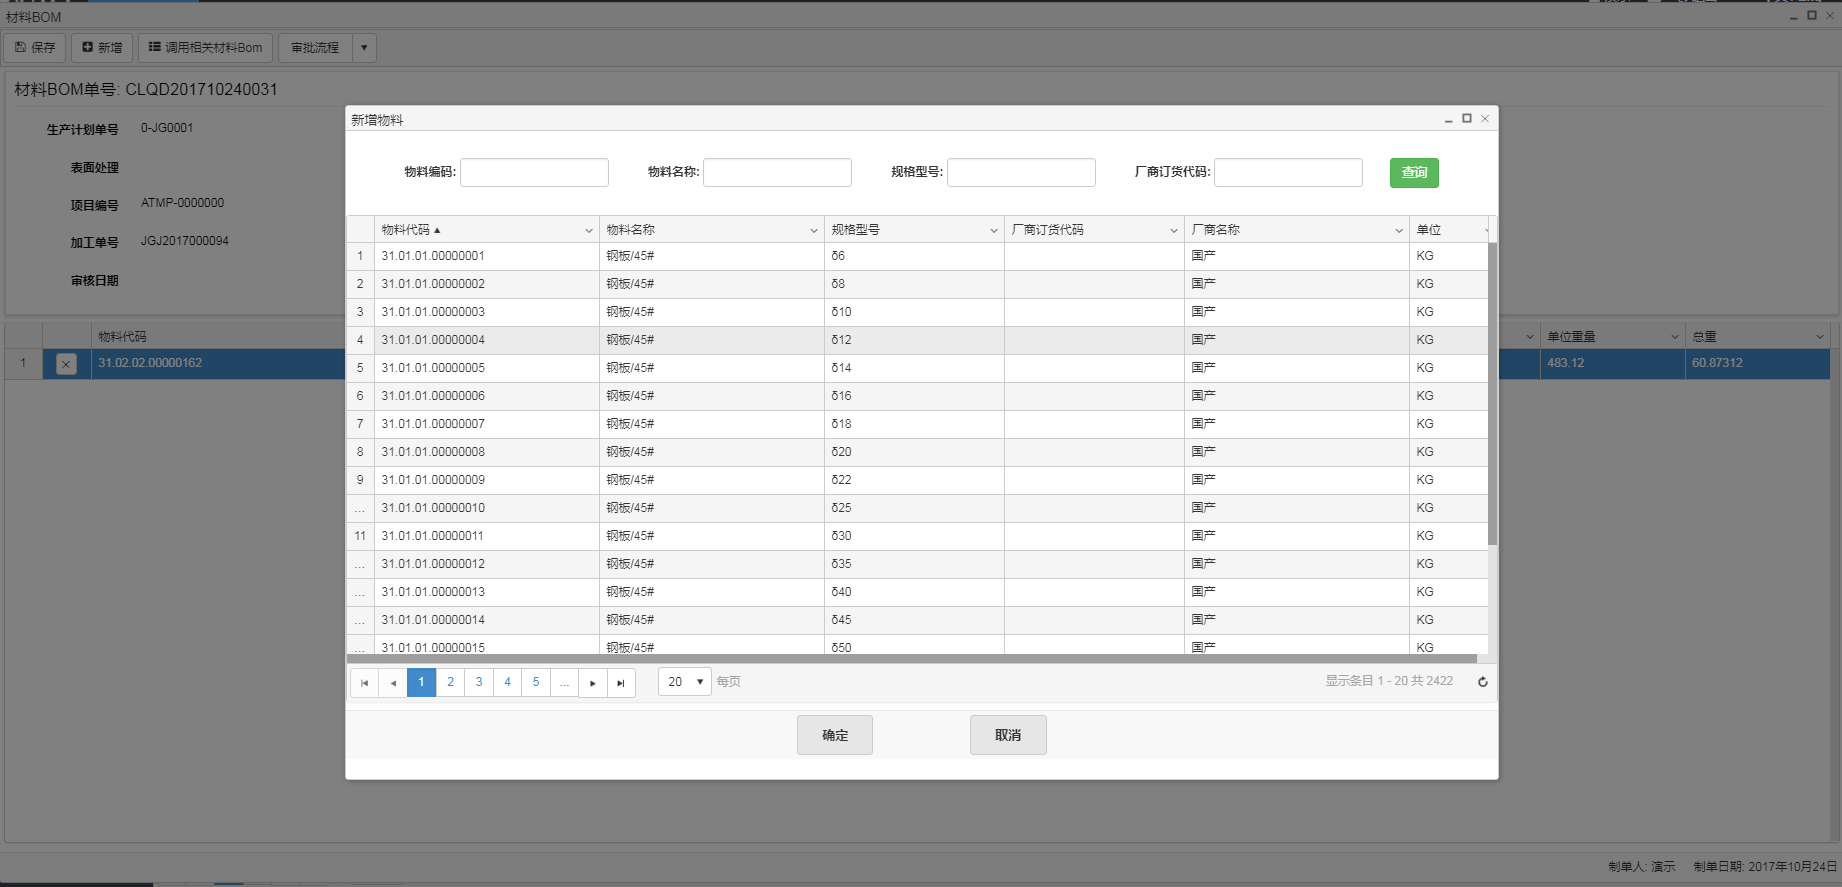 材料BOM
保存 新增 调用相关材料Bom 审批流程
材料BOM单号: CLQD201710240031
生产计划单号 0-JG0001
表面处理
项目编号 ATMP-0000000
加工单号 JGJ2017000094
审核日期
物料代码 单位重量 总重
1 31.02.02.00000162 483.12 60.87312
新增物料
物料编码: 物料名称: 规格型号: 厂商订货代码: 查询
物料代码 物料名称 规格型号 厂商订货代码 厂商名称 单位
1 31.01.01.00000001 钢板/45# δ6 国产 KG
2 31.01.01.00000002 钢板/45# δ8 国产 KG
3 31.01.01.00000003 钢板/45# δ10 国产 KG
4 31.01.01.00000004 钢板/45# δ12 国产 KG
5 31.01.01.00000005 钢板/45# δ14 国产 KG
6 31.01.01.00000006 钢板/45# δ16 国产 KG
7 31.01.01.00000007 钢板/45# δ18 国产 KG
8 31.01.01.00000008 钢板/45# δ20 国产 KG
9 31.01.01.00000009 钢板/45# δ22 国产 KG
... 31.01.01.00000010 钢板/45# δ25 国产 KG
11 31.01.01.00000011 钢板/45# δ30 国产 KG
... 31.01.01.00000012 钢板/45# δ35 国产 KG
... 31.01.01.00000013 钢板/45# δ40 国产 KG
... 31.01.01.00000014 钢板/45# δ45 国产 KG
... 31.01.01.00000015 钢板/45# δ50 国产 KG
1 2 3 4 5 ... 20 每页 显示条目 1 - 20 共 2422
确定 取消
制单人: 演示 制单日期: 2017年10月24日